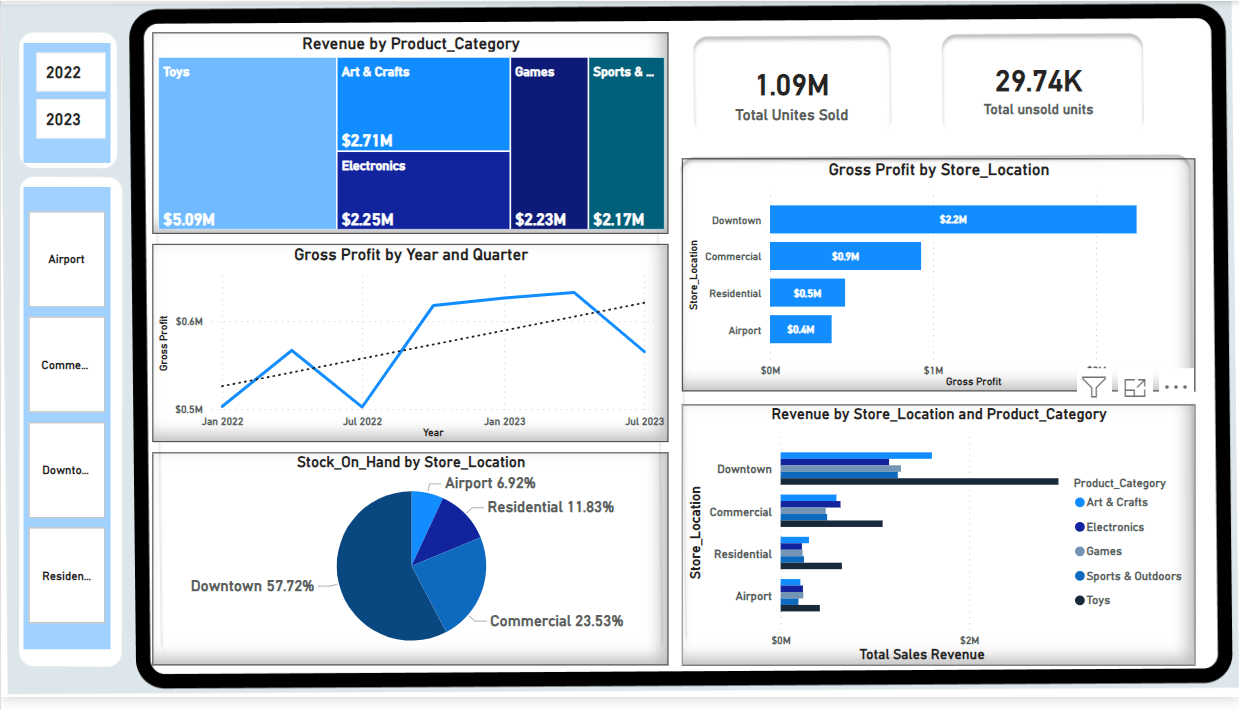 2022
2023
Airport
Comme...
Downto...
Residen...
Revenue by Product_Category
Toys
$5.09M
Art & Crafts
$2.71M
Electronics
$2.25M
Games
$2.23M
Sports & ...
$2.17M
1.09M
Total Unites Sold
29.74K
Total unsold units
Gross Profit by Year and Quarter
Gross Profit
$0.6M
$0.5M
Jan 2022
Jul 2022
Jan 2023
Jul 2023
Year
Gross Profit by Store_Location
Store_Location
Downtown
$2.2M
Commercial
$0.9M
Residential
$0.5M
Airport
$0.4M
$0M
$1M
Gross Profit
Stock_On_Hand by Store_Location
Airport 6.92%
Residential 11.83%
Downtown 57.72%
Commercial 23.53%
Revenue by Store_Location and Product_Category
Store_Location
Downtown
Commercial
Residential
Airport
$0M
$2M
Total Sales Revenue
Product_Category
Art & Crafts
Electronics
Games
Sports & Outdoors
Toys